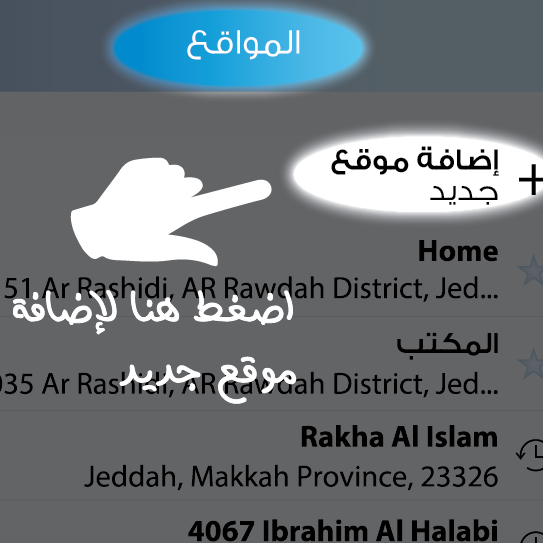 المواقع
إضافة موقع
جديد
Home
51 Ar Rashidi, AR Rawdah District, Jed...
اضغط هنا لإضافة
موقع جديد
المكتب
035 Ar Rashidi, AR Rawdah District, Jed...
Rakha Al Islam
Jeddah, Makkah Province, 23326
4067 Ibrahim Al Halabi